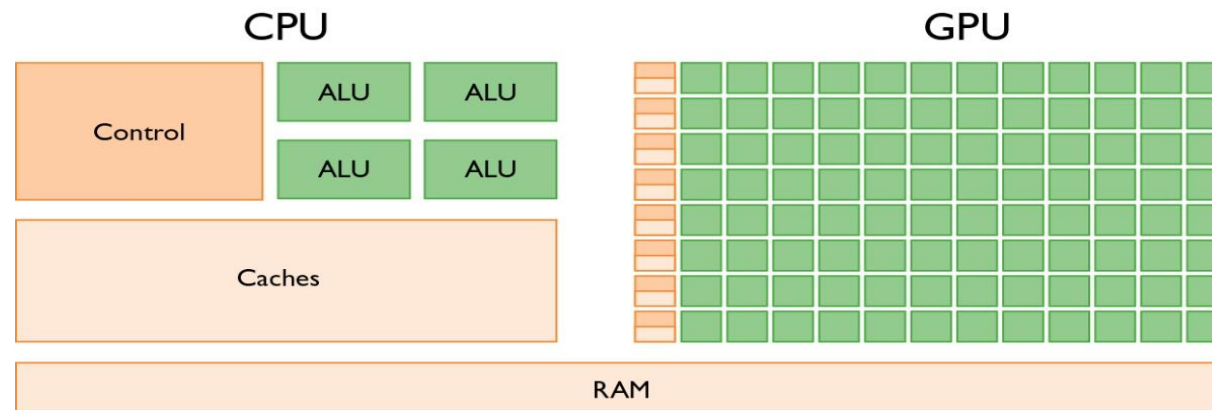 CPU
GPU
Control
ALU
ALU
ALU
ALU
Caches
RAM